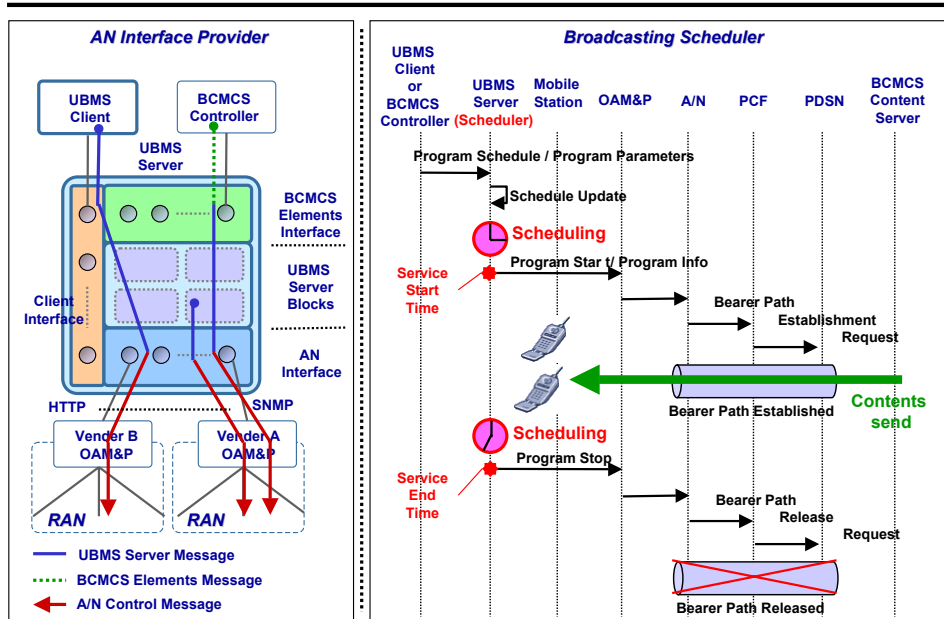 AN Interface Provider
UBMS
Client
BCMCS
Controller
UBMS
Server
BCMCS
Elements
Interface
UBMS
Server
Blocks
Client
Interface
AN
Interface
HTTP
SNMP
Vender B
OAM&P
Vender A
OAM&P
RAN
RAN
UBMS Server Message
BCMCS Elements Message
A/N Control Message
Broadcasting Scheduler
UBMS
Client
or
BCMCS
Controller
UBMS
Server
(Scheduler)
Mobile
Station
OAM&P
A/N
PCF
PDSN
BCMCS
Content
Server
Program Schedule / Program Parameters
Schedule Update
Scheduling
Service
Start
Time
Program Star t/ Program Info
Bearer Path
Establishment
Request
Bearer Path Established
Contents
send
Scheduling
Service
End
Time
Program Stop
Bearer Path
Release
Request
Bearer Path Released